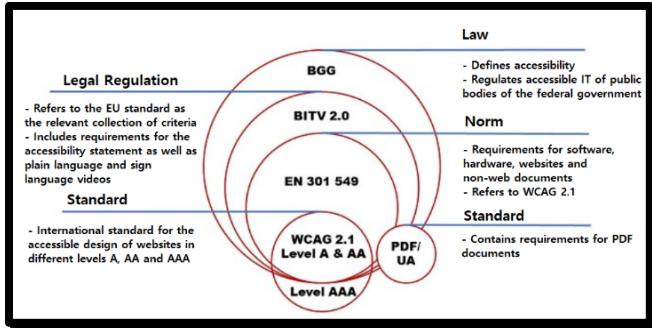 Law
- Defines accessibility
- Regulates accessible IT of public
bodies of the federal government
Legal Regulation
- Refers to the EU standard as
the relevant collection of criteria
- Includes requirements for the
accessibility statement as well as
plain language and sign
language videos
Norm
- Requirements for software,
hardware, websites and
non-web documents
- Refers to WCAG 2.1
Standard
- International standard for the
accessible design of websites in
different levels A, AA and AAA
Standard
- Contains requirements for PDF
documents
BGG
BITV 2.0
EN 301 549
WCAG 2.1
Level A & AA
Level AAA
PDF/
UA